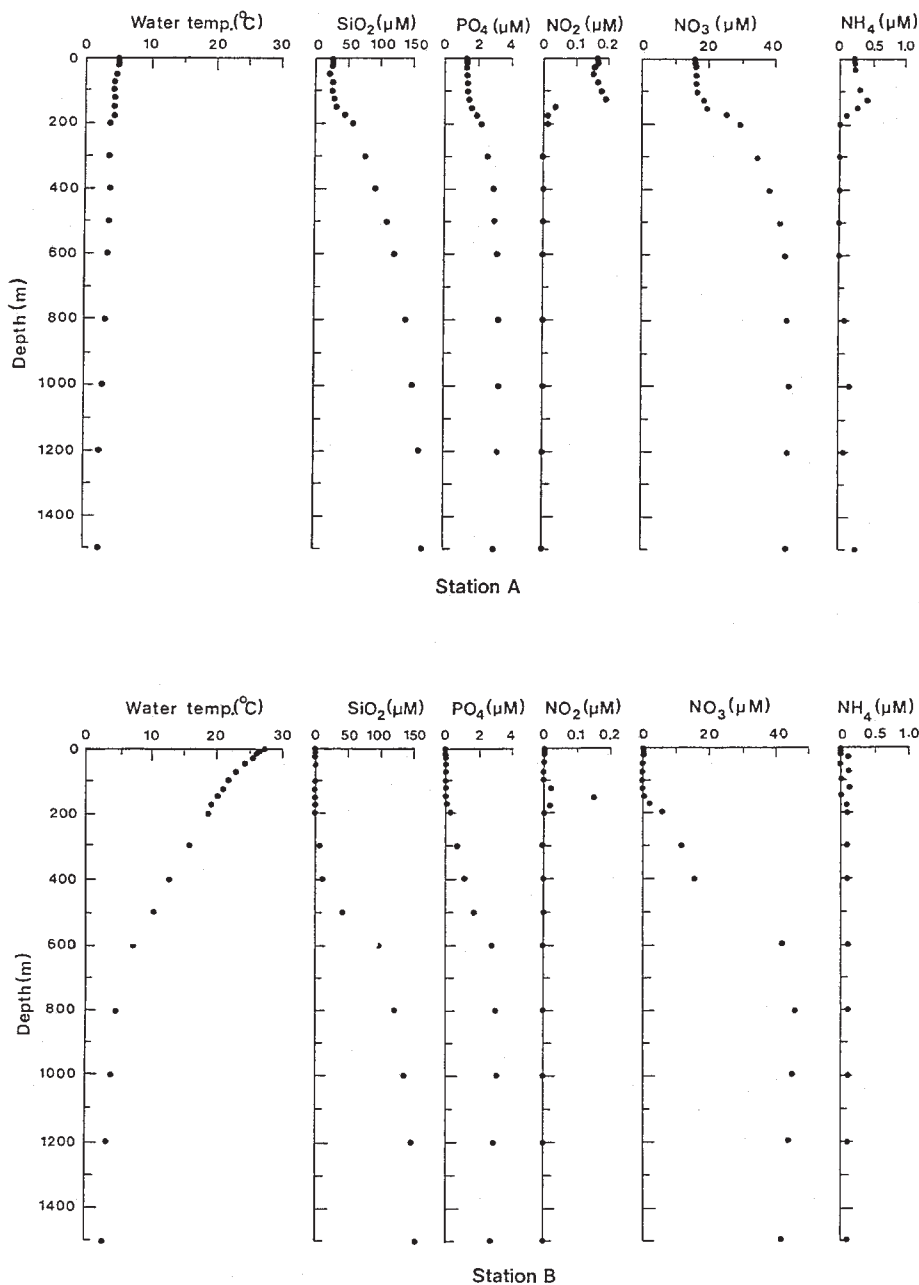 Water temp.(°C) SiO₂(μM) PO₄(μM) NO₂(μM) NO₃(μM) NH₄(μM)
0 10 20 30 0 50 100 150 0 2 4 0 0.2 0 20 40 0 0.5 1.0
0
200
400
600
800
1000
1200
1400
Depth(m)
Station A
Water temp.(°C) SiO₂(μM) PO₄(μM) NO₂(μM) NO₃(μM) NH₄(μM)
0 10 20 30 0 50 100 150 0 2 4 0 0.2 0 20 40 0 0.5 1.0
0
200
400
600
800
1000
1200
1400
Depth(m)
Station B